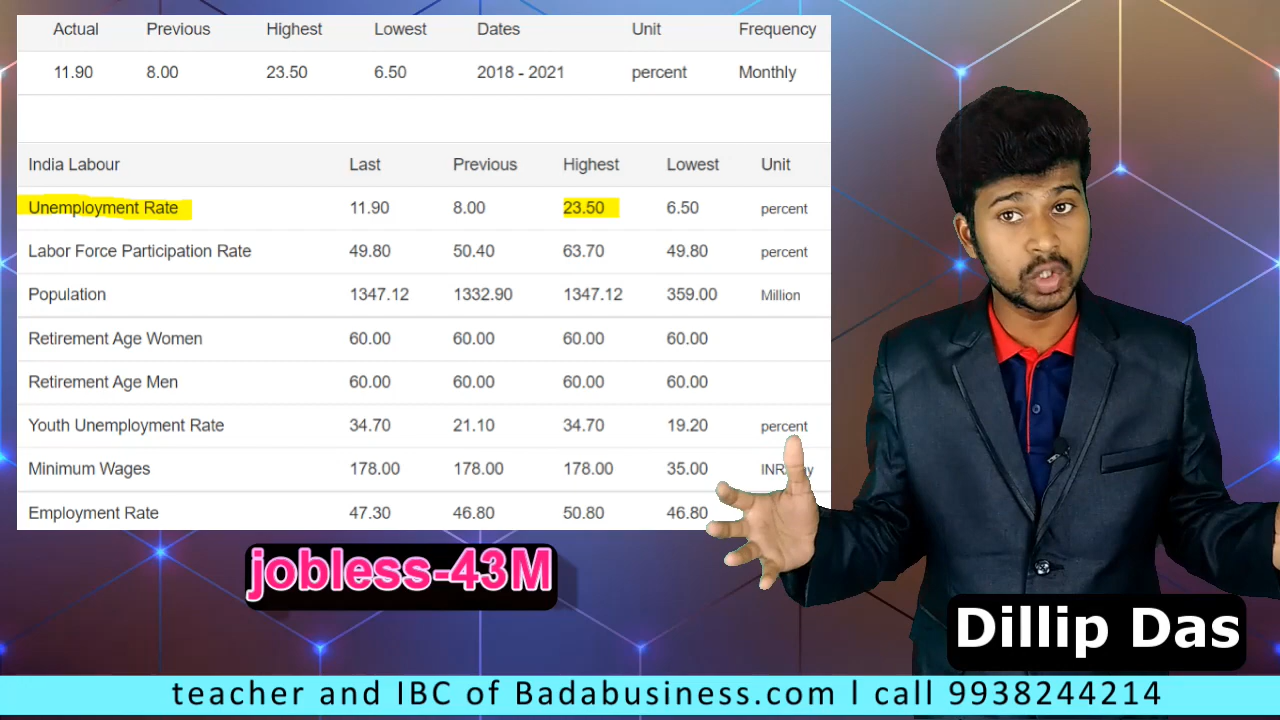 Actual Previous Highest Lowest Dates Unit Frequency
11.90 8.00 23.50 6.50 2018 - 2021 percent Monthly
India Labour Last Previous Highest Lowest Unit
Unemployment Rate 11.90 8.00 23.50 6.50 percent
Labor Force Participation Rate 49.80 50.40 63.70 49.80 percent
Population 1347.12 1332.90 1347.12 359.00 Million
Retirement Age Women 60.00 60.00 60.00 60.00
Retirement Age Men 60.00 60.00 60.00 60.00
Youth Unemployment Rate 34.70 21.10 34.70 19.20 percent
Minimum Wages 178.00 178.00 178.00 35.00
Employment Rate 47.30 46.80 50.80 46.80
jobless-43M
Dillip Das
teacher and IBC of Badabusiness.com l call 9938244214